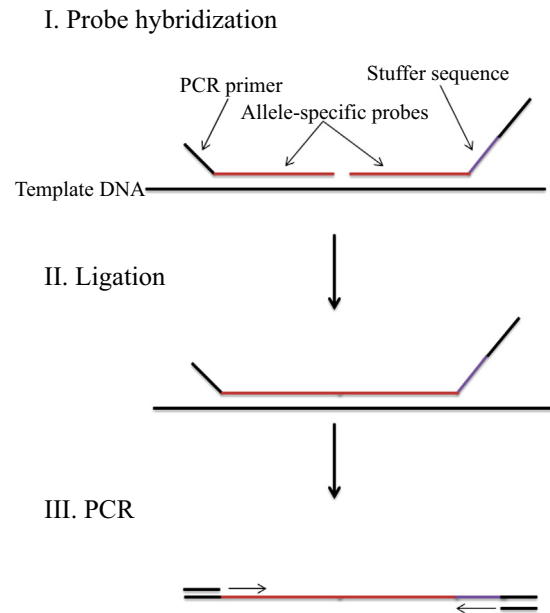 I. Probe hybridization
Stuffer sequence
PCR primer
Allele-specific probes
Template DNA
II. Ligation
III. PCR